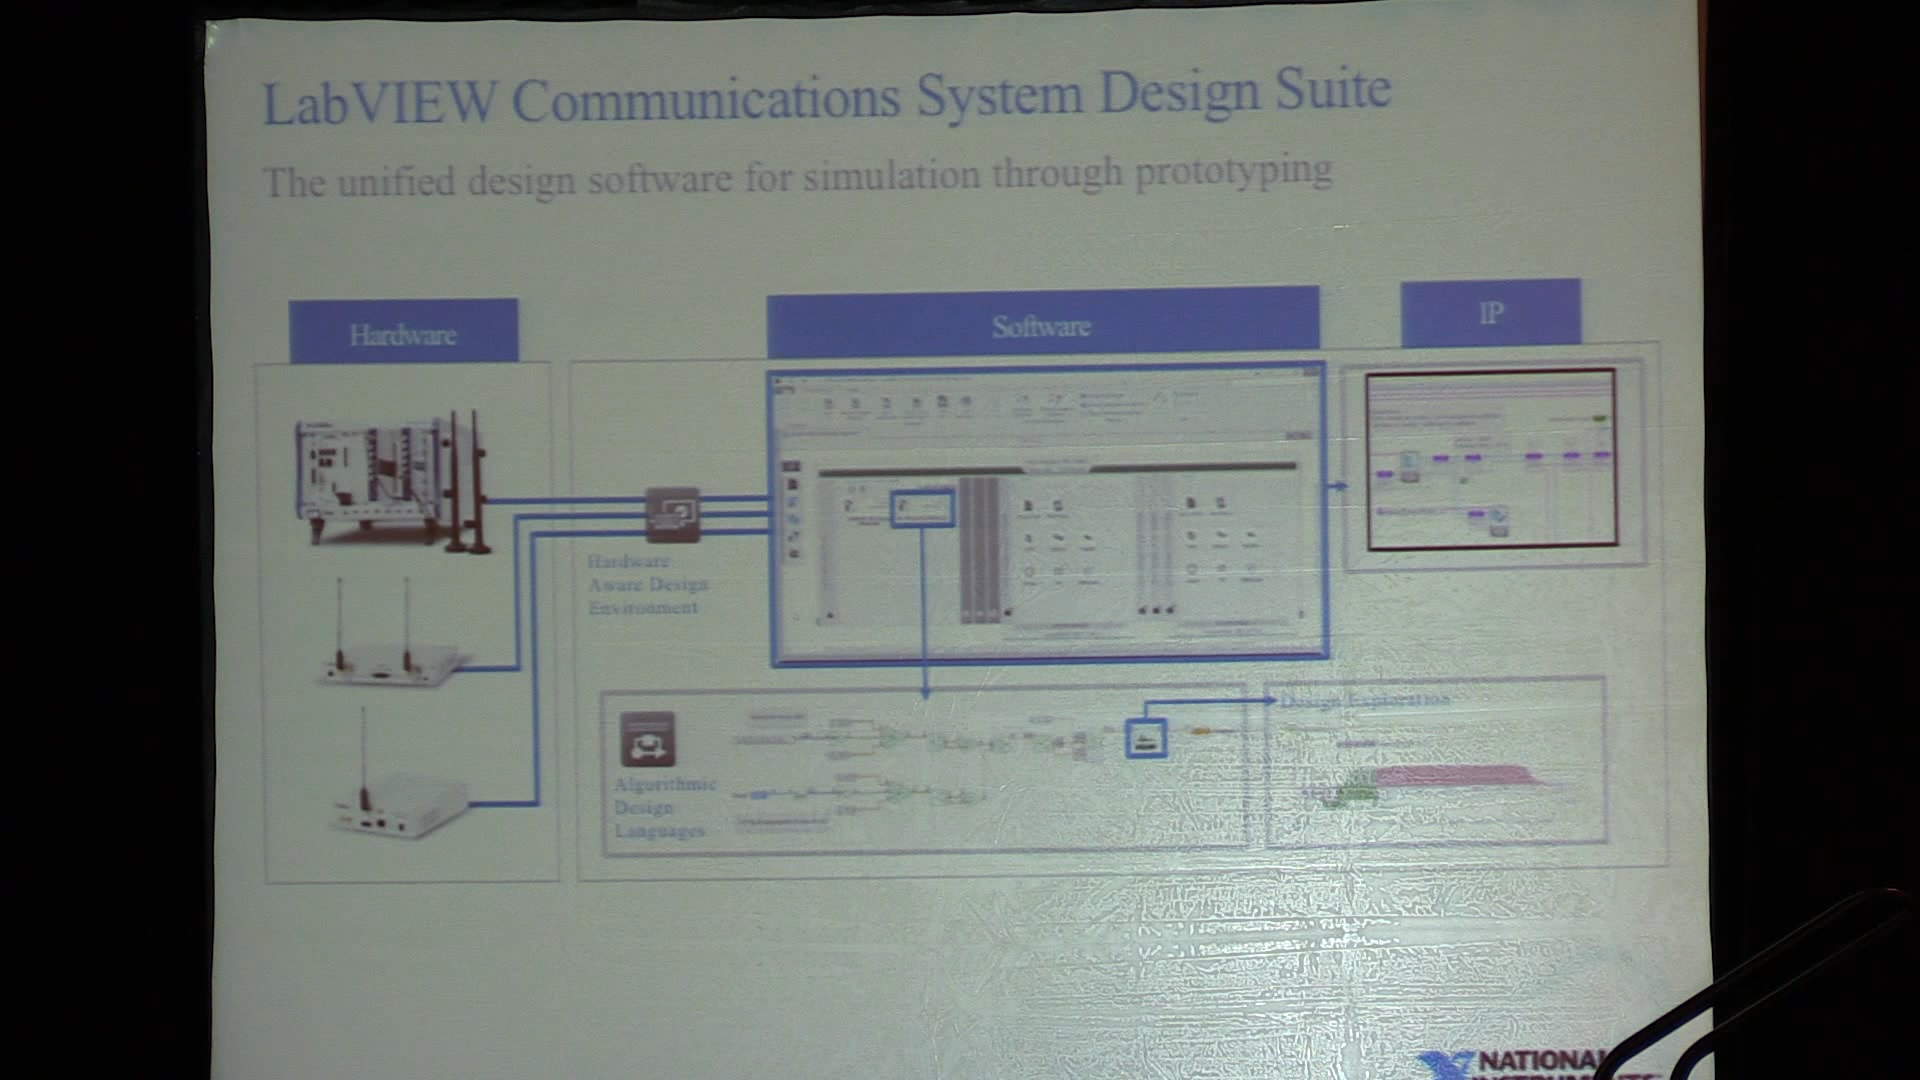 LabVIEW Communications System Design Suite
The unified design software for simulation through prototyping
Hardware
Software
IP
Hardware
Aware Design
Environment
Algorithmic
Design
Languages
Design Exploration
NATIONAL
INSTRUMENTS